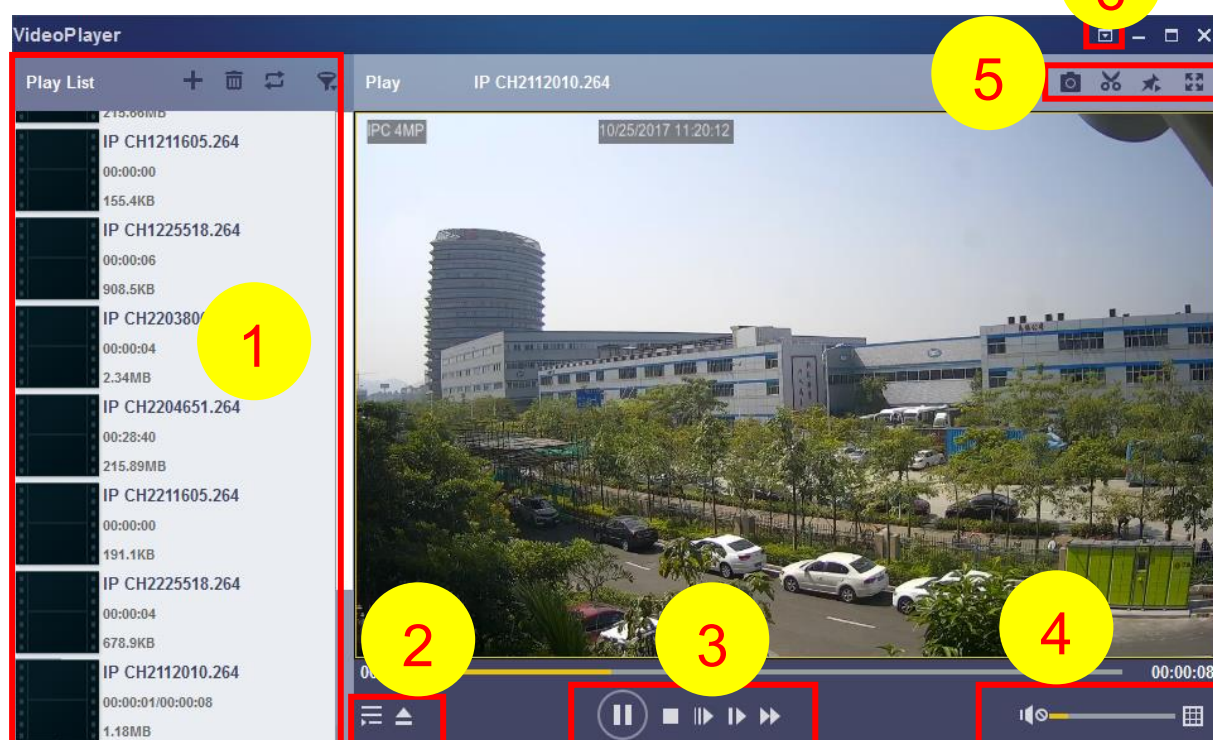 VideoPlayer
Play List
Play IP CH2112010.264
5
215.66MB
IP CH1211605.264
00:00:00
155.4KB
IP CH1225518.264
00:00:06
908.5KB
00:00:04
2.34MB
IP CH2204651.264
00:28:40
215.89MB
IP CH2211605.264
00:00:00
191.1KB
IP CH2225518.264
00:00:04
678.9KB
IP CH2112010.264
00:00:01/00:00:08
1.18MB
1
IPC 4MP
10/25/2017 11:20:12
2
3
4
00:00:08